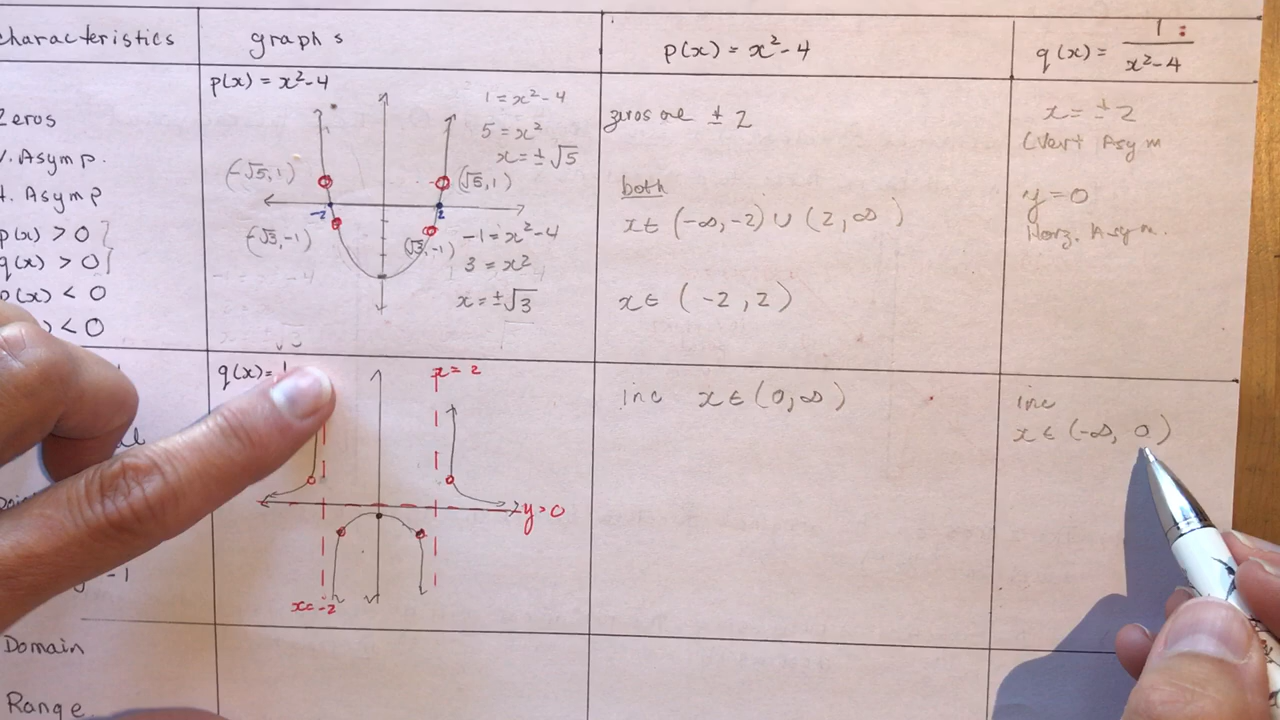 characteristics
graphs
p(x) = x² - 4
q(x) = 1 / x² - 4
Zeros
V. Asymp.
H. Asymp
p(x) > 0
q(x) > 0
p(x) < 0
) < 0
p(x) = x² - 4
1 = x² - 4
5 = x²
x = ± √5
(-√5, 1)
(√5, 1)
-2
2
(-√3, -1)
(√3, -1)
-1 = x² - 4
3 = x²
x = ± √3
zeros are ± 2
both
x ∈ (-∞, -2) ∪ (2, ∞)
x ∈ (-2, 2)
x = ± 2
(Vert Asym
y = 0
Horz. Asym.
q(x) = 1
x = 2
y = 0
x = -2
inc x ∈ (0, ∞)
inc
x ∈ (-∞, 0)
Domain
Range